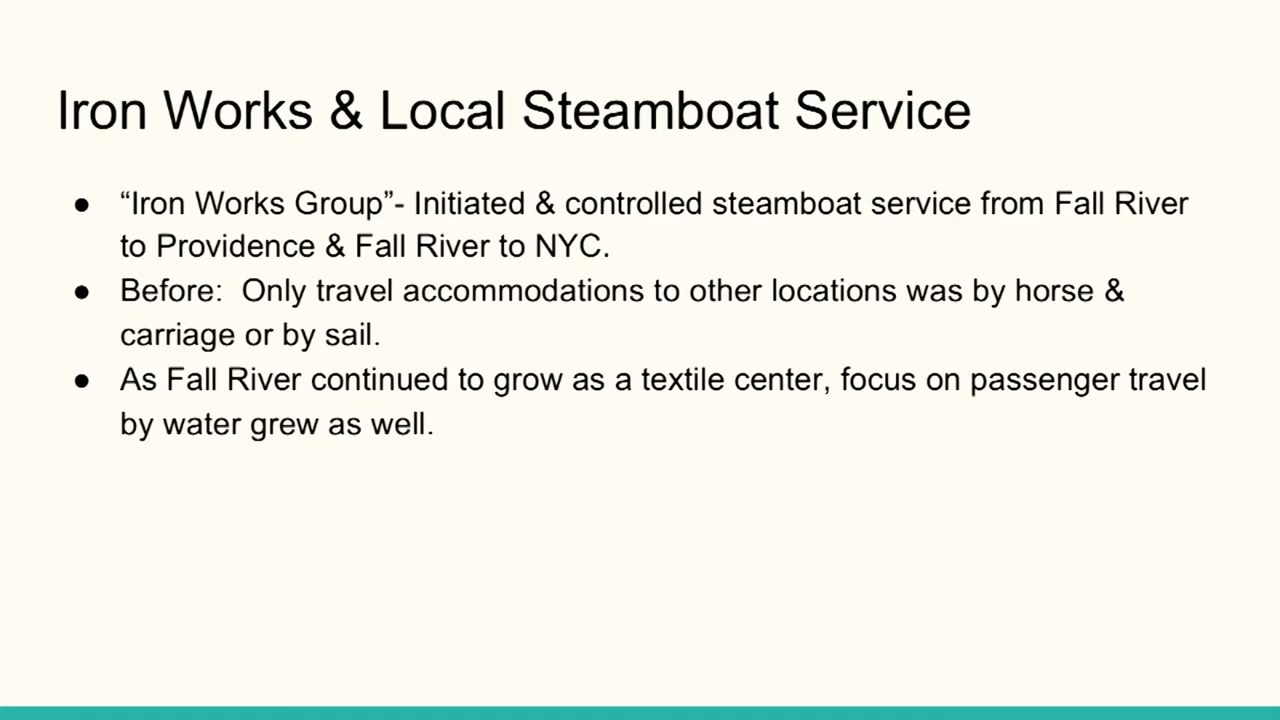 Iron Works & Local Steamboat Service
● “Iron Works Group”- Initiated & controlled steamboat service from Fall River
to Providence & Fall River to NYC.
● Before:  Only travel accommodations to other locations was by horse &
carriage or by sail.
● As Fall River continued to grow as a textile center, focus on passenger travel
by water grew as well.